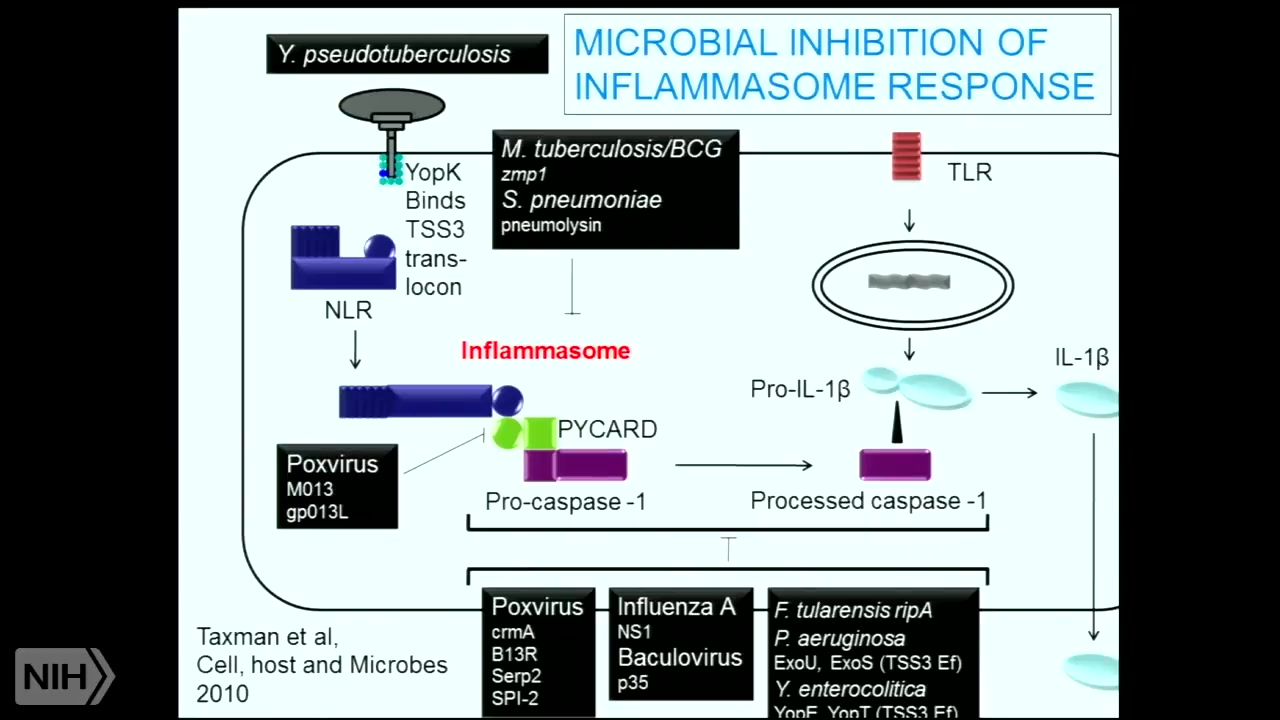 MICROBIAL INHIBITION OF
INFLAMMASOME RESPONSE
Y. pseudotuberculosis
YopK
Binds
TSS3
trans-
locon
M. tuberculosis/BCG
zmp1
S. pneumoniae
pneumolysin
TLR
NLR
Inflammasome
Pro-IL-1β
IL-1β
PYCARD
Poxvirus
M013
gp013L
Pro-caspase -1
Processed caspase -1
Poxvirus
crmA
B13R
Serp2
SPI-2
Influenza A
NS1
Baculovirus
p35
F. tularensis ripA
P. aeruginosa
ExoU, ExoS (TSS3 Ef)
Y. enterocolitica
YopE, YopT (TSS3 Ef)
Taxman et al,
Cell, host and Microbes
2010
NIH